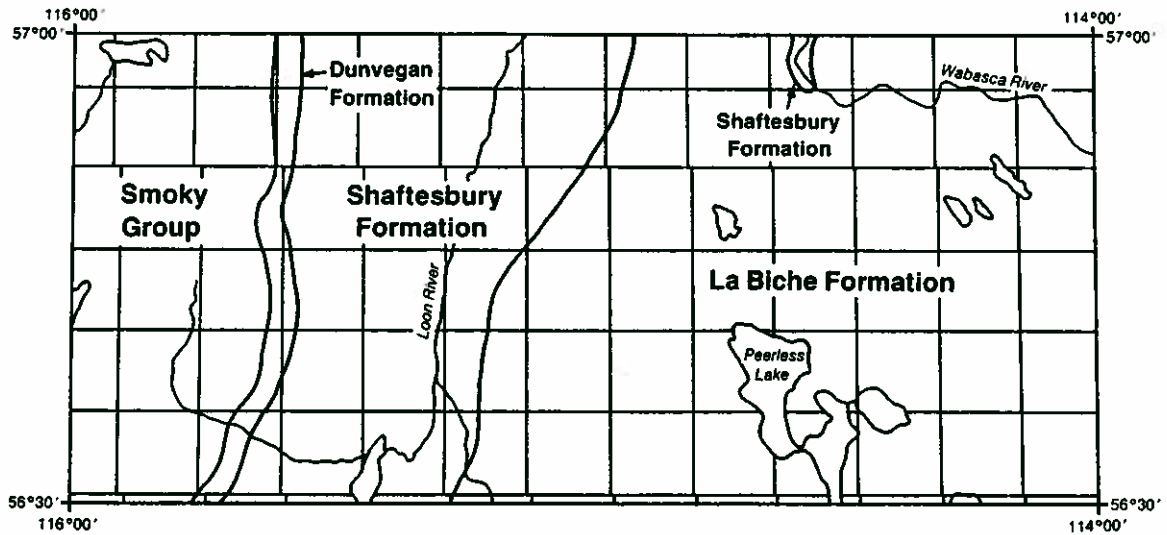 116°00'
114°00'
57°00'
57°00'
Dunvegan
Formation
Wabasca River
Shaftesbury
Formation
Smoky
Group
Shaftesbury
Formation
Loon River
La Biche Formation
Peerless
Lake
56°30'
56°30'
116°00'
114°00'